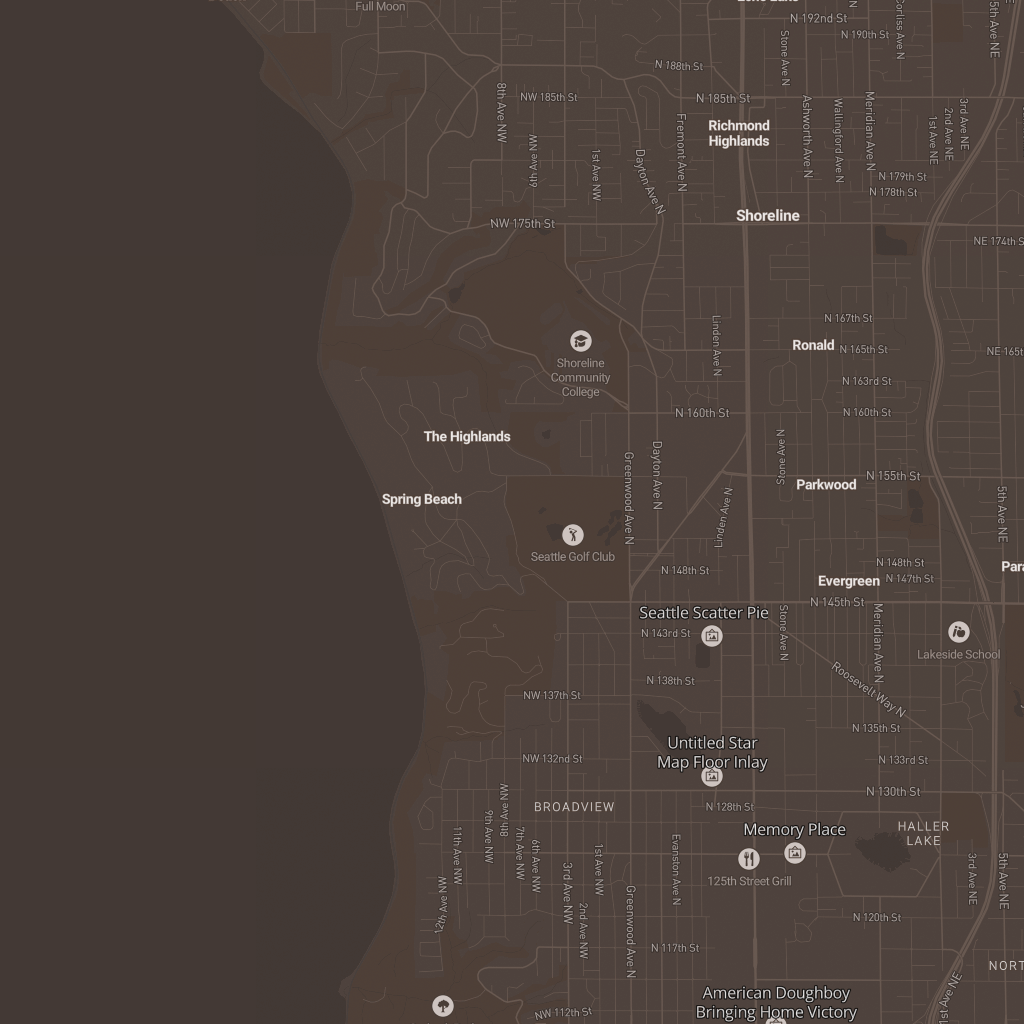 Full Moon
N 192nd St
N 190th St
Corliss Ave N
5th Ave NE
Stone Ave N
N 188th St
NW 185th St
N 185th St
8th Ave NW
6th Ave NW
1st Ave NW
Dayton Ave N
Fremont Ave N
Richmond
Highlands
Ashworth Ave N
Wallingford Ave N
Meridian Ave N
1st Ave NE
2nd Ave NE
3rd Ave NE
N 179th St
N 178th St
Shoreline
NW 175th St
NE 174th St
N 167th St
Linden Ave N
Ronald
N 165th St
NE 165t
Shoreline
Community
College
N 163rd St
N 160th St
N 160th St
The Highlands
Greenwood Ave N
Dayton Ave N
Stone Ave N
N 155th St
Parkwood
Spring Beach
Linden Ave N
5th Ave NE
Seattle Golf Club
N 148th St
N 148th St
N 147th St
Para
Evergreen
N 145th St
Seattle Scatter Pie
N 143rd St
Stone Ave N
Meridian Ave N
Lakeside School
N 138th St
Roosevelt Way N
NW 137th St
N 135th St
Untitled Star
Map Floor Inlay
NW 132nd St
N 133rd St
N 130th St
BROADVIEW
N 128th St
8th Ave NW
9th Ave NW
11th Ave NW
7th Ave NW
6th Ave NW
Memory Place
HALLER
LAKE
3rd Ave NW
1st Ave NW
Evanston Ave N
125th Street Grill
3rd Ave NE
5th Ave NE
12th Ave NW
2nd Ave NW
Greenwood Ave N
N 120th St
N 117th St
NORT
1st Ave NE
American Doughboy
Bringing Home Victory
NW 112th St